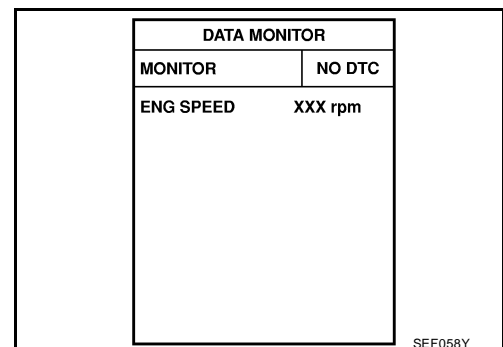 DATA MONITOR
MONITOR NO DTC
ENG SPEED XXX rpm
SEF058Y